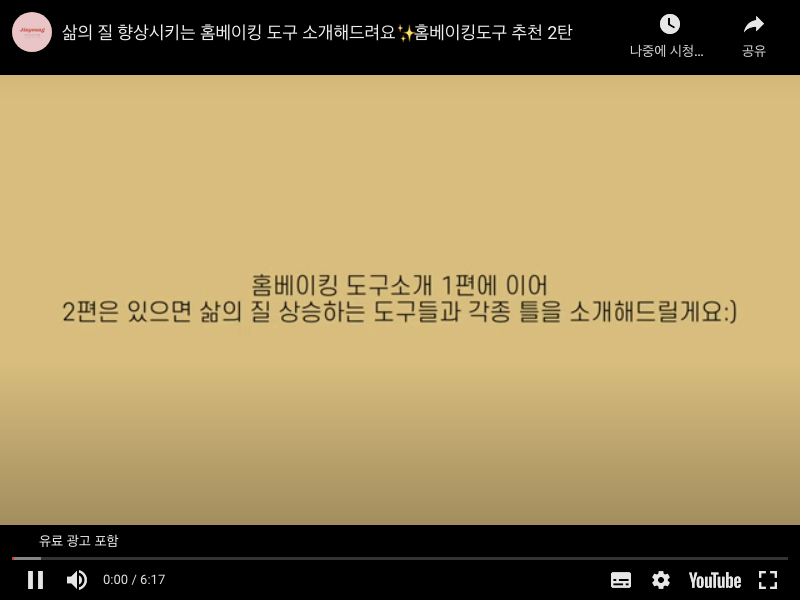 삶의 질 향상시키는 홈베이킹 도구 소개해드려요✨홈베이킹도구 추천 2탄
나중에 시청...
공유
홈베이킹 도구소개 1편에 이어
2편은 있으면 삶의 질 상승하는 도구들과 각종 틀을 소개해드릴게요:)
유료 광고 포함
0:00 / 6:17
YouTube